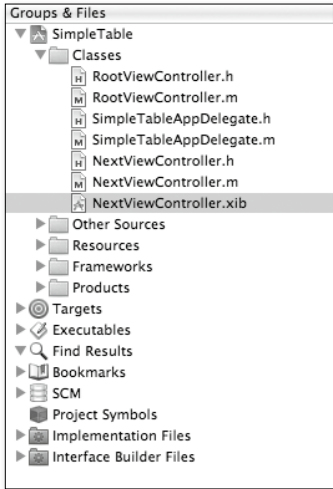 Groups & Files
SimpleTable
Classes
RootViewController.h
RootViewController.m
SimpleTableAppDelegate.h
SimpleTableAppDelegate.m
NextViewController.h
NextViewController.m
NextViewController.xib
Other Sources
Resources
Frameworks
Products
Targets
Executables
Find Results
Bookmarks
SCM
Project Symbols
Implementation Files
Interface Builder Files